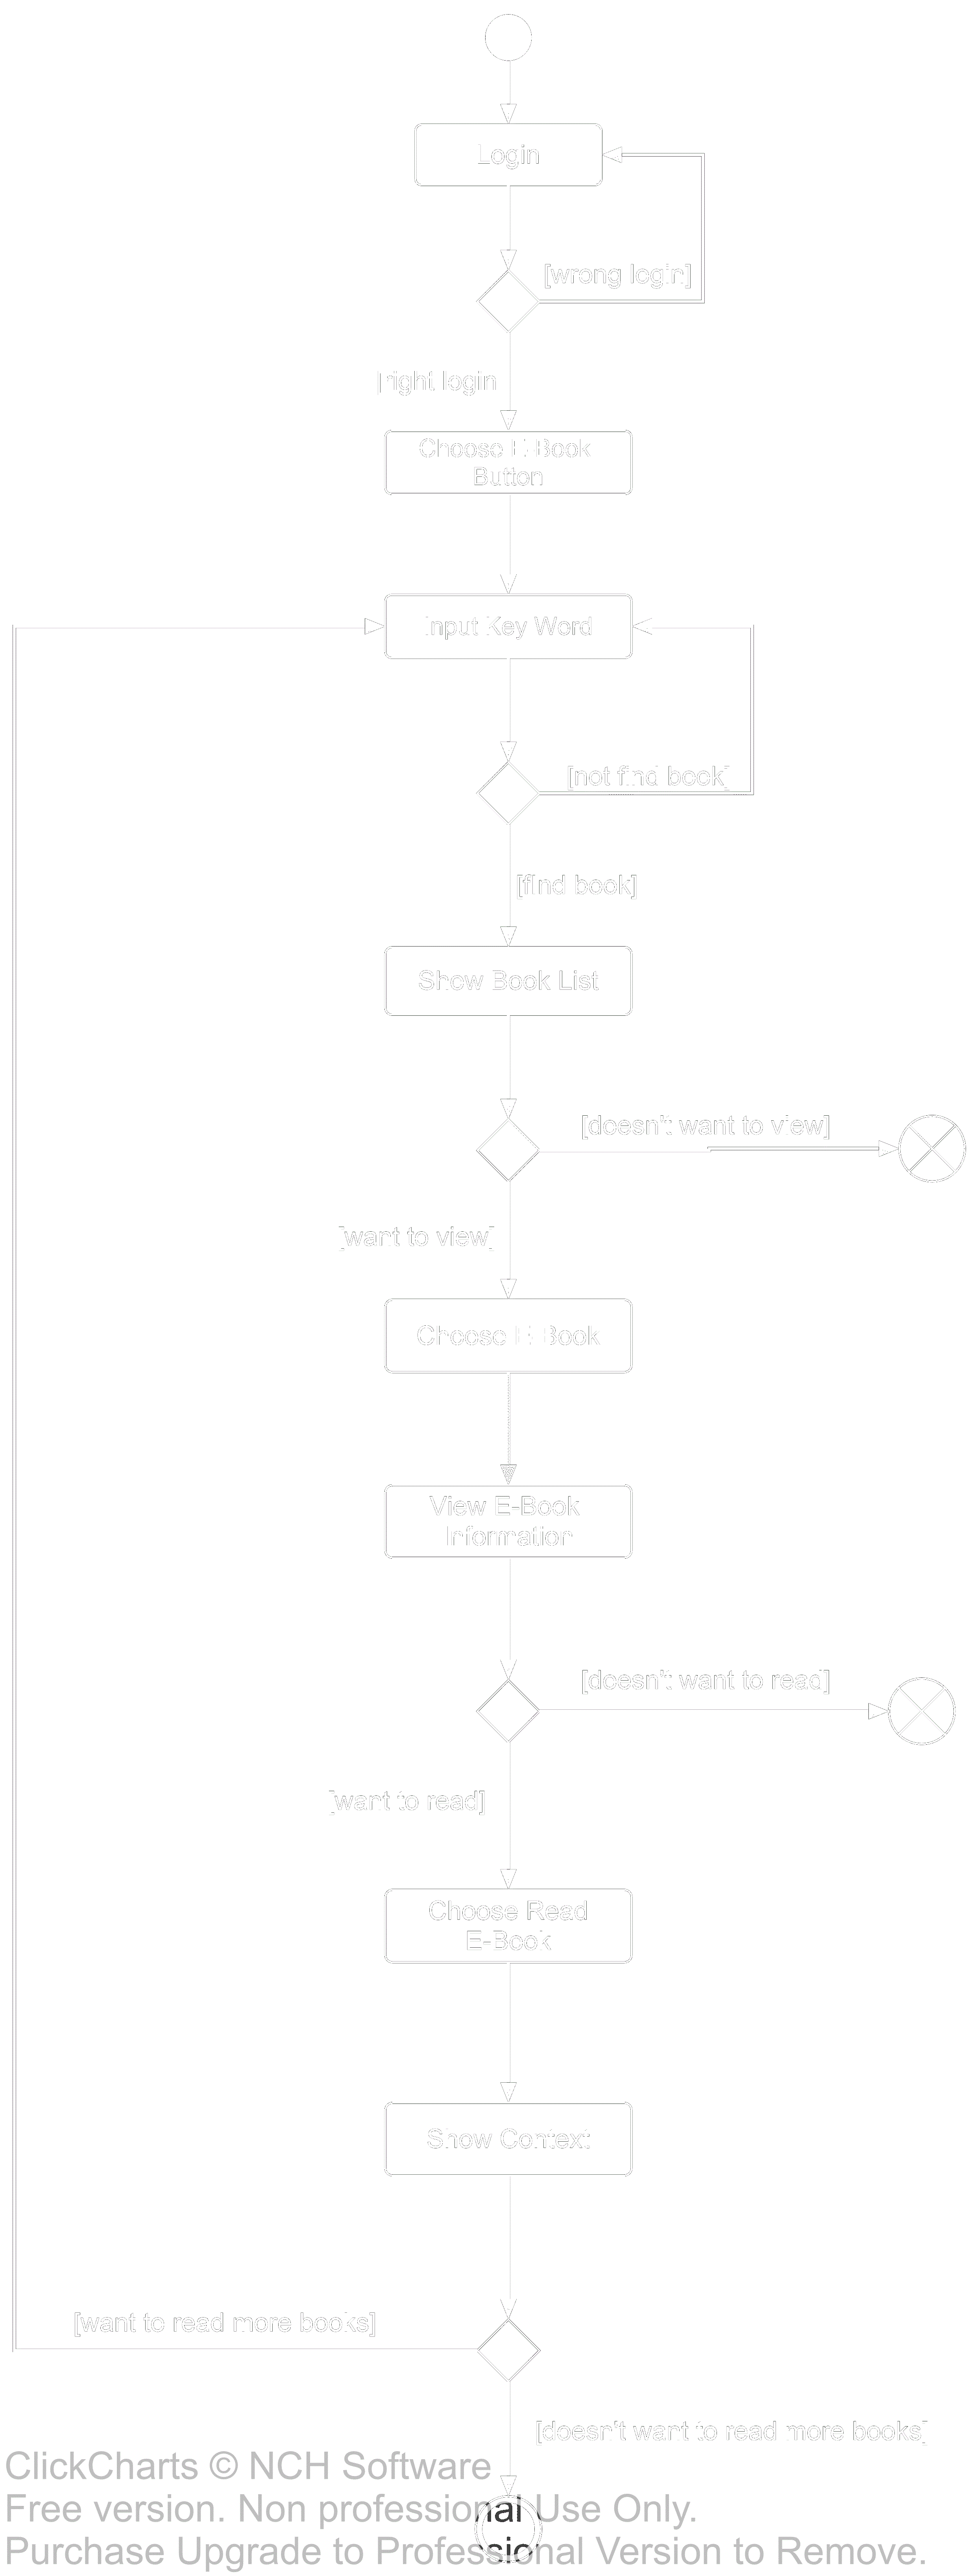 Login
[wrong login]
[right login
Choose E-Book
Button
Input Key Word
[not find book]
[find book]
Show Book List
[doesn't want to view]
[want to view]
Choose E-Book
View E-Book
Information
[doesn't want to read]
[want to read]
Choose Read
E-Book
Show Context
[want to read more books]
[doesn't want to read more books]
ClickCharts © NCH Software
Free version. Non professional Use Only.
Purchase Upgrade to Professional Version to Remove.